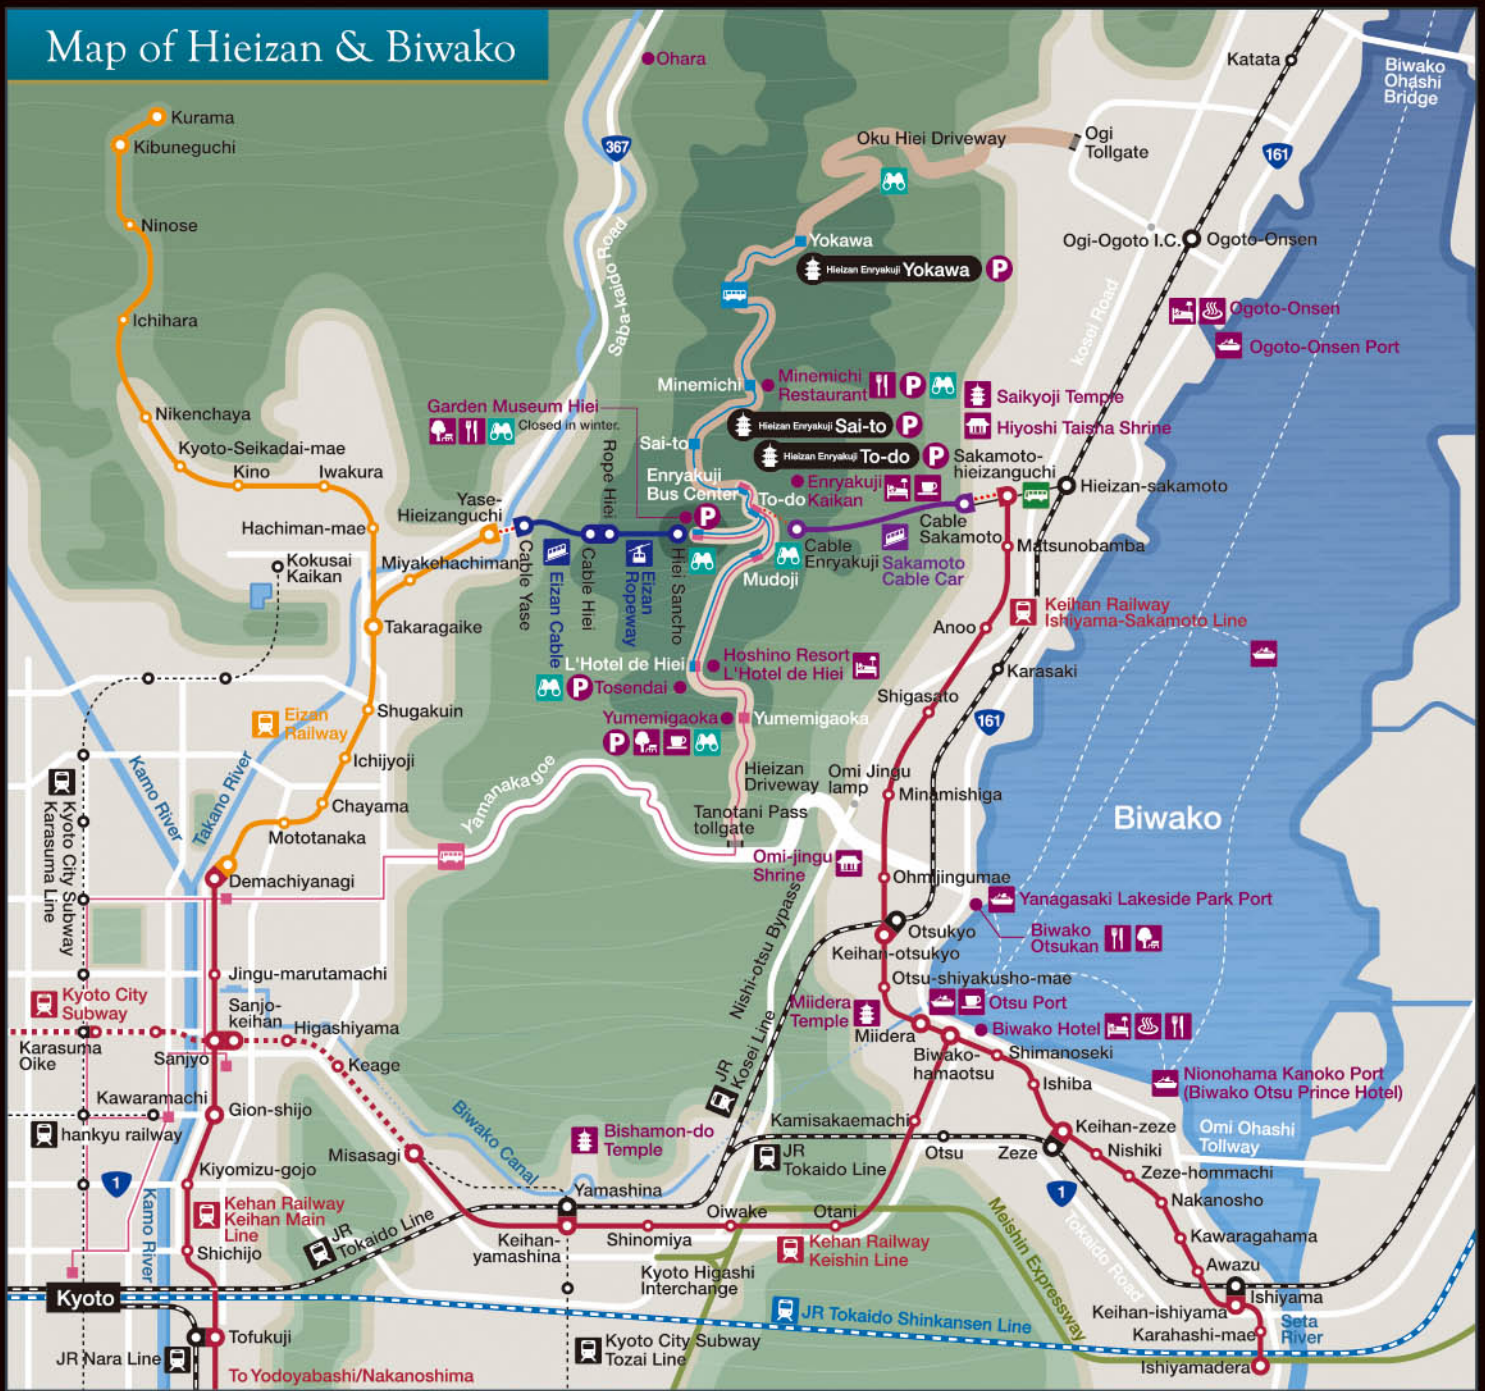 Map of Hieizan & Biwako
Ohara
Katata
Biwako
Ohashi
Bridge
Kurama
Kibuneguchi
367
Oku Hiei Driveway
Ogi
Tollgate
161
Ninose
Saba-kaido Road
Yokawa
Hieizan Enryakuji Yokawa
P
Ogi-Ogoto I.C.
Ogoto-Onsen
Ichihara
kosei Road
Ogoto-Onsen
Ogoto-Onsen Port
Minemichi
Minemichi
Restaurant
P
Saikyoji Temple
Hiyoshi Taisha Shrine
Nikenchaya
Garden Museum Hiei
Closed in winter.
Hieizan Enryakuji Sai-to
P
Sai-to
Hieizan Enryakuji To-do
P
Kyoto-Seikadai-mae
Kino
Iwakura
Rope Hiei
Enryakuji
Bus Center
To-do
Enryakuji
Kaikan
Sakamoto-
hieizanguchi
Hieizan-sakamoto
Yase-
Hieizanguchi
Hachiman-mae
P
Cable
Sakamoto
Cable
Enryakuji
Sakamoto
Cable Car
Matsunobamba
Kokusai
Kaikan
Miyakehachiman
Cable Yase
Eizan Cable
Cable Hiei
Eizan
Ropeway
Hiei Sancho
Mudoji
Keihan Railway
Ishiyama-Sakamoto Line
Takaragaike
Anoo
L'Hotel de Hiei
Hoshino Resort
L'Hotel de Hiei
Karasaki
P
Tosendai
Shigasato
Eizan
Railway
Shugakuin
Yumemigaoka
Yumemigaoka
P
161
Ichijyoji
Kamo River
Takano River
Yamanakagoe
Hieizan
Driveway
Omi Jingu
lamp
Minamishiga
Chayama
Tanotani Pass
tollgate
Biwako
Mototanaka
Kyoto City Subway
Karasuma Line
Omi-jingu
Shrine
Demachiyanagi
Ohmijingumae
Yanagasaki Lakeside Park Port
Nishi-otsu Bypass
Otsukyo
Biwako
Otsukan
Keihan-otsukyo
Jingu-marutamachi
Otsu-shiyakusho-mae
Kyoto City
Subway
Sanjo-
keihan
Miidera
Temple
Otsu Port
Higashiyama
Biwako Hotel
Karasuma
Oike
Sanjyo
Miidera
JR
Kosei Line
Keage
Biwako-
hamaotsu
Shimanoseki
Ishiba
Nionohama Kanoko Port
(Biwako Otsu Prince Hotel)
Kawaramachi
Gion-shijo
Biwako Canal
Kamisakaemachi
Keihan-zeze
Omi Ohashi
Tollway
hankyu railway
Bishamon-do
Temple
Misasagi
JR
Tokaido Line
Otsu
Zeze
Nishiki
Zeze-hommachi
Kiyomizu-gojo
1
Kamo River
Yamashina
1
Nakanosho
Kehan Railway
Keihan Main
Line
JR
Tokaido Line
Oiwake
Otani
Meishin Expressway
Tokaido Road
Keihan-
yamashina
Shinomiya
Kehan Railway
Keishin Line
Kawaragahama
Shichijo
Awazu
Kyoto Higashi
Interchange
Kyoto
Ishiyama
Keihan-ishiyama
JR Tokaido Shinkansen Line
Seta
River
Tofukuji
Karahashi-mae
Kyoto City Subway
Tozai Line
JR Nara Line
Ishiyamadera
To Yodoyabashi/Nakanoshima